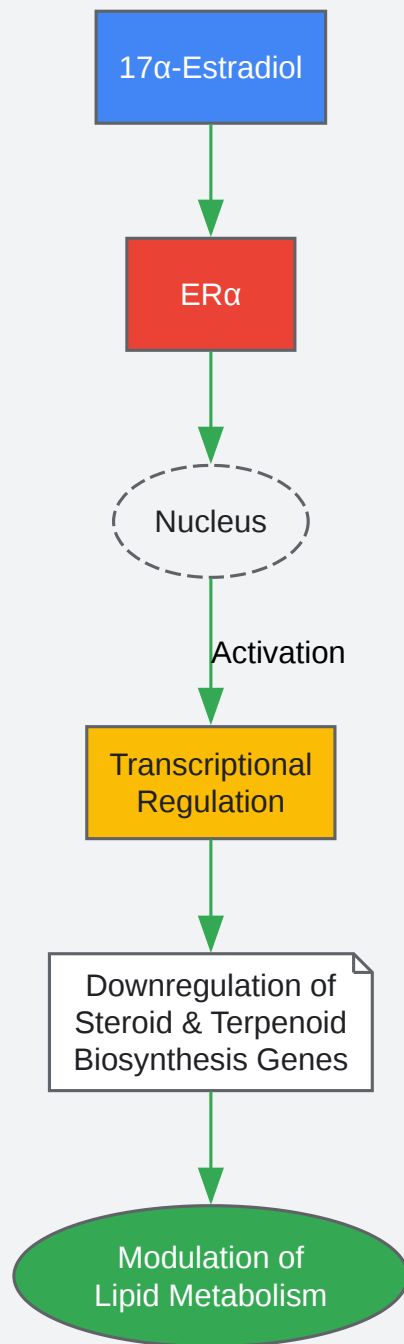 17α-Estradiol
ERα
Nucleus
Activation
Transcriptional
Regulation
Downregulation of
Steroid & Terpenoid
Biosynthesis Genes
Modulation of
Lipid Metabolism